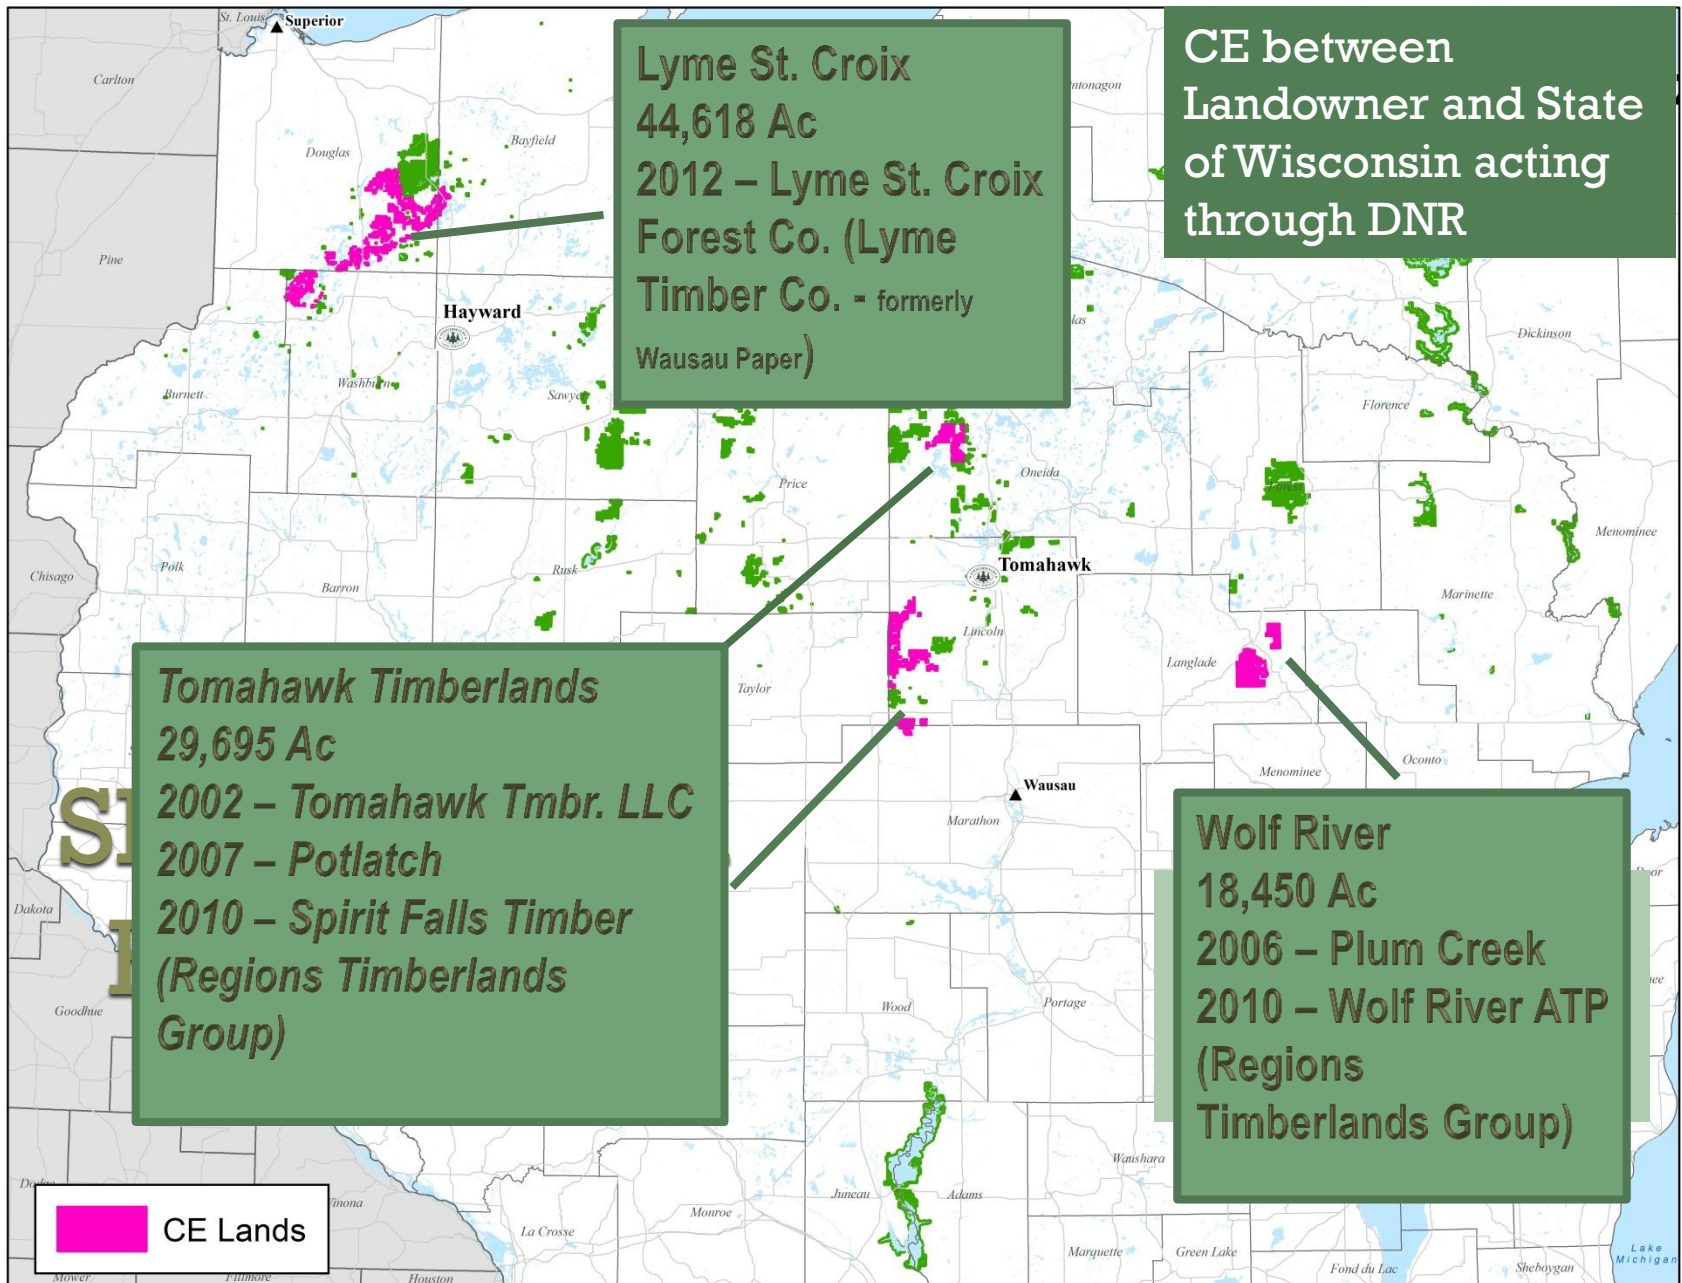 St. Louis
Superior
Carlton
Douglas
Bayfield
Pine
Hayward
Burnett
Washburn
Sawyer
Lyme St. Croix
44,618 Ac
2012 – Lyme St. Croix
Forest Co. (Lyme
Timber Co. - formerly
Wausau Paper)
CE between
Landowner and State
of Wisconsin acting
through DNR
Dickinson
Florence
Oneida
Price
Forest
Menominee
Chisago
Polk
Barron
Rusk
Tomahawk
Marinette
Lincoln
Langlade
Taylor
Tomahawk Timberlands
29,695 Ac
2002 – Tomahawk Tmbr. LLC
2007 – Potlatch
2010 – Spirit Falls Timber
(Regions Timberlands
Group)
Menominee
Oconto
Wausau
Marathon
Wolf River
18,450 Ac
2006 – Plum Creek
2010 – Wolf River ATP
(Regions
Timberlands Group)
Dakota
Goodhue
Wood
Portage
Waushara
Juneau
Adams
Monroe
La Crosse
Marquette
Green Lake
Fond du Lac
Sheboygan
Lake
Michigan
CE Lands
Mower
Fillmore
Houston